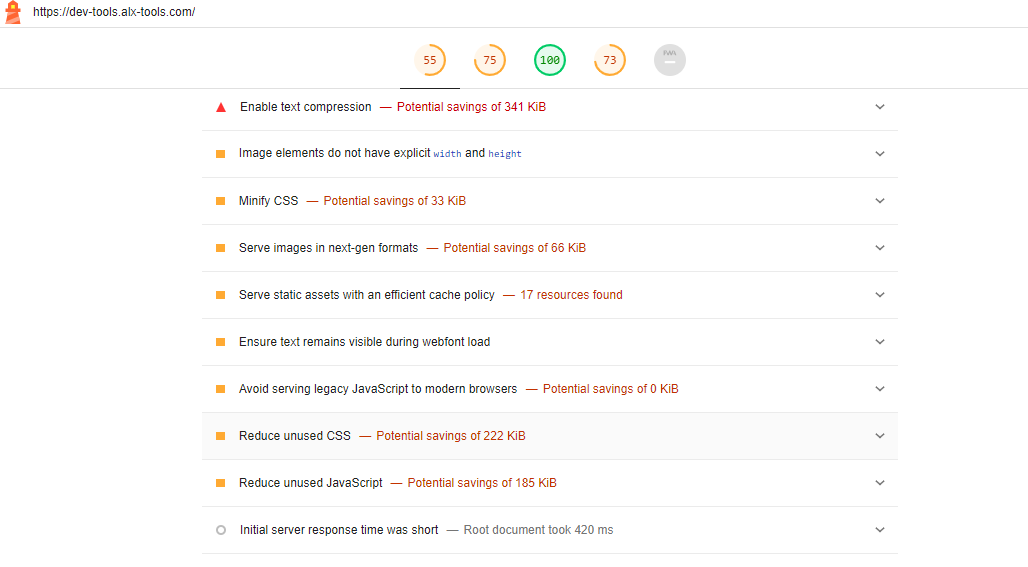 https://dev-tools.alx-tools.com/
55 75 100 73 PWA
Enable text compression — Potential savings of 341 KiB
Image elements do not have explicit width and height
Minify CSS — Potential savings of 33 KiB
Serve images in next-gen formats — Potential savings of 66 KiB
Serve static assets with an efficient cache policy — 17 resources found
Ensure text remains visible during webfont load
Avoid serving legacy JavaScript to modern browsers — Potential savings of 0 KiB
Reduce unused CSS — Potential savings of 222 KiB
Reduce unused JavaScript — Potential savings of 185 KiB
Initial server response time was short — Root document took 420 ms